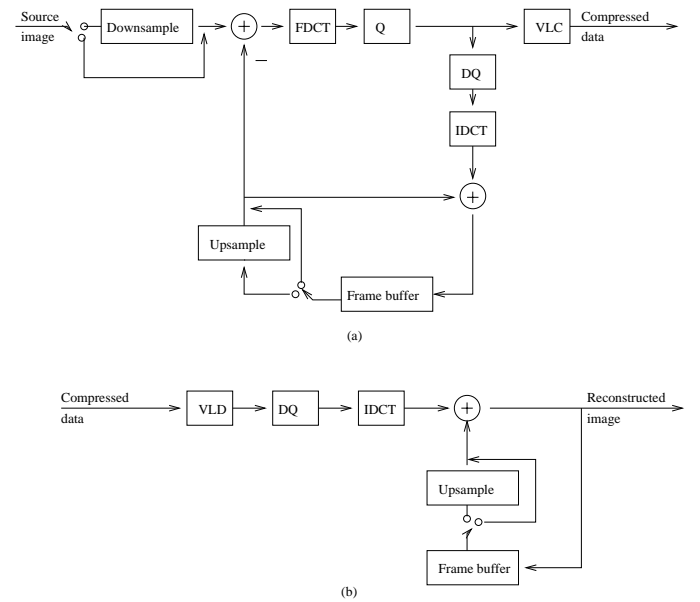 Source
image
Downsample
+
FDCT
Q
VLC
Compressed
data
−
DQ
IDCT
+
Upsample
Frame buffer
(a)
Compressed
data
VLD
DQ
IDCT
+
Reconstructed
image
Upsample
Frame buffer
(b)